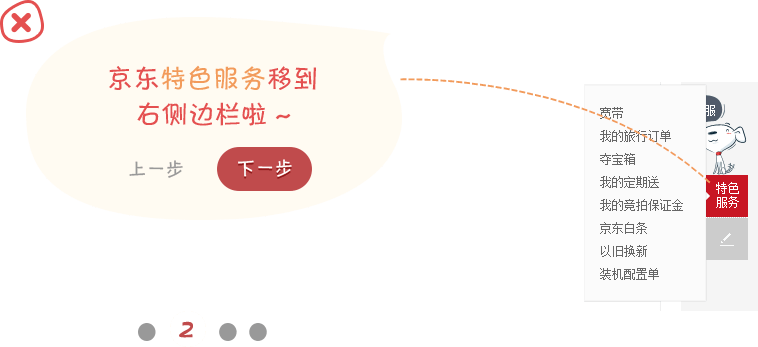 京东特色服务移到
右侧边栏啦~
上一步
下一步
2
服
宽带
我的旅行订单
夺宝箱
我的定期送
我的竞拍保证金
京东白条
以旧换新
装机配置单
特色
服务